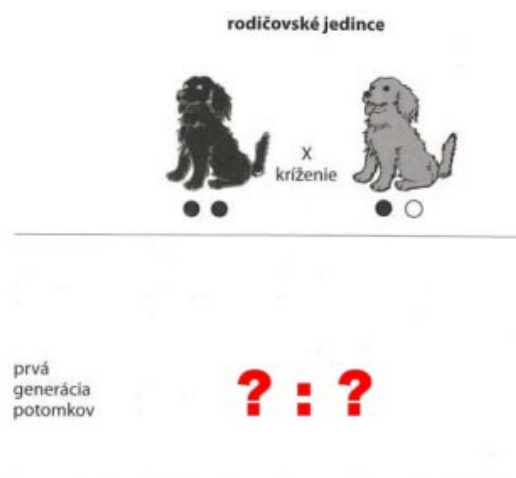 rodičovské jedince
X
kríženie
prvá
generácia
potomkov
? : ?